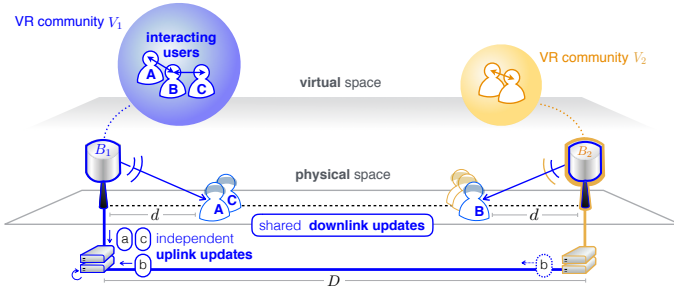 VR community V₁
interacting
users
A
B
C
VR community V₂
virtual space
B₁
B₂
physical space
C
A
B
d
d
shared downlink updates
a
c
independent
uplink updates
b
b
D